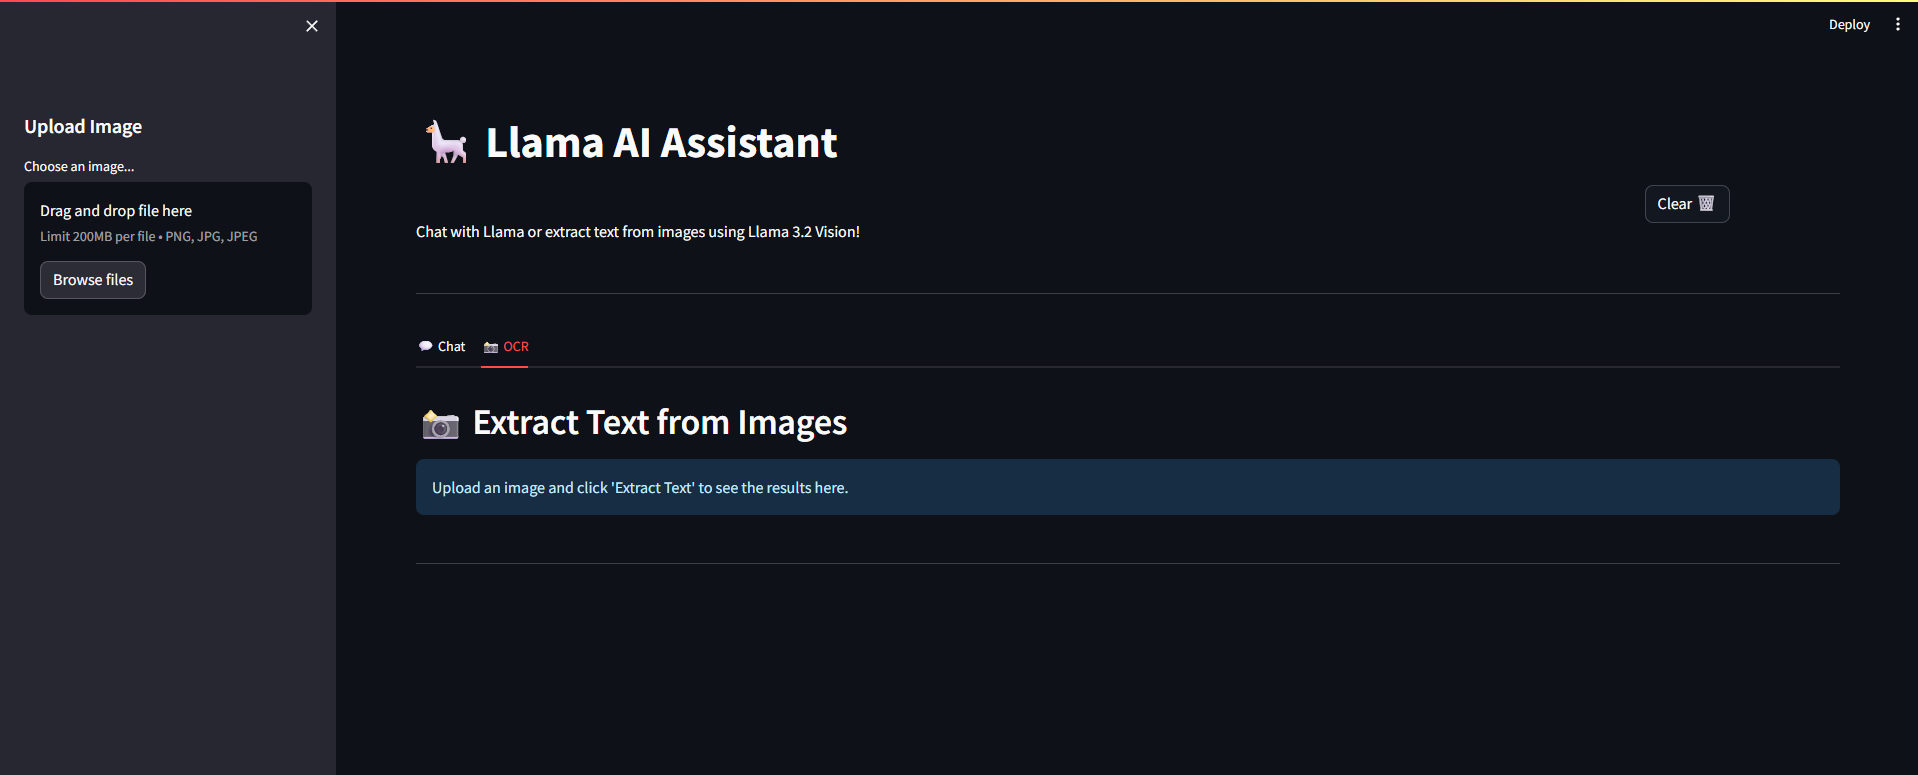 Deploy
Upload Image
Choose an image...
Drag and drop file here
Limit 200MB per file • PNG, JPG, JPEG
Browse files
Llama AI Assistant
Clear
Chat with Llama or extract text from images using Llama 3.2 Vision!
Chat
OCR
Extract Text from Images
Upload an image and click 'Extract Text' to see the results here.